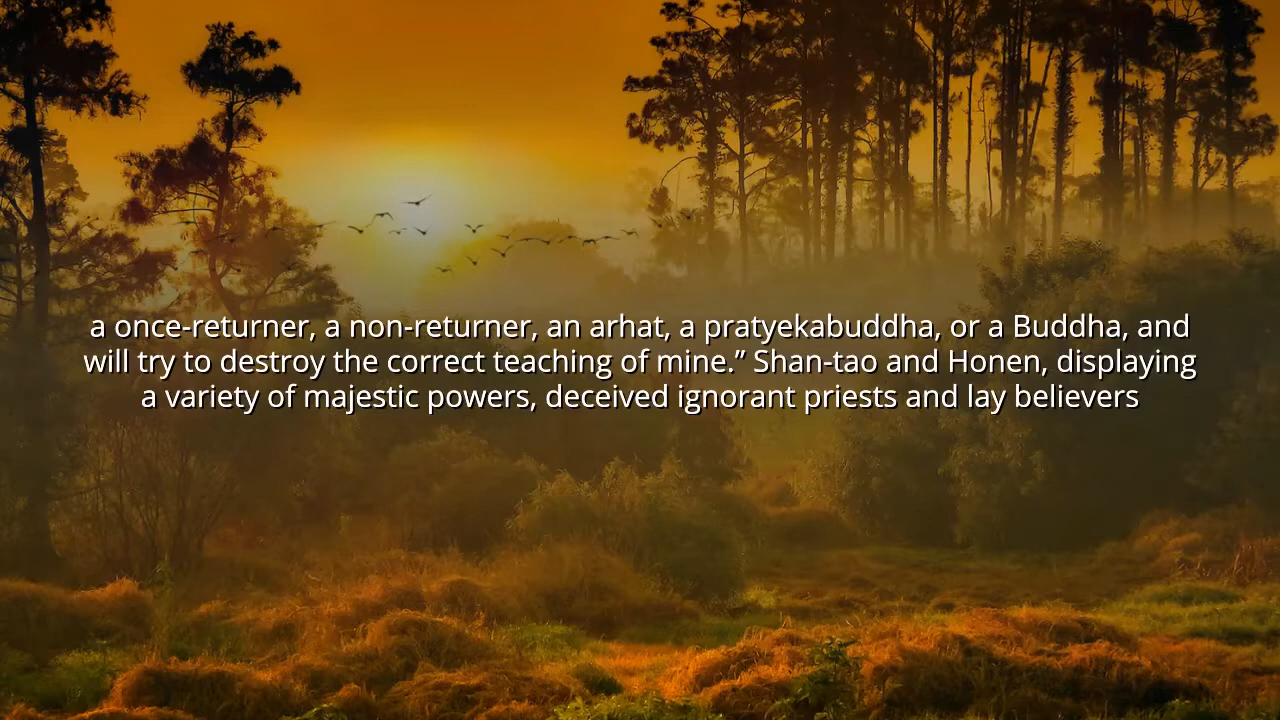 a once-returner, a non-returner, an arhat, a pratyekabuddha, or a Buddha, and
will try to destroy the correct teaching of mine.” Shan-tao and Honen, displaying
a variety of majestic powers, deceived ignorant priests and lay believers